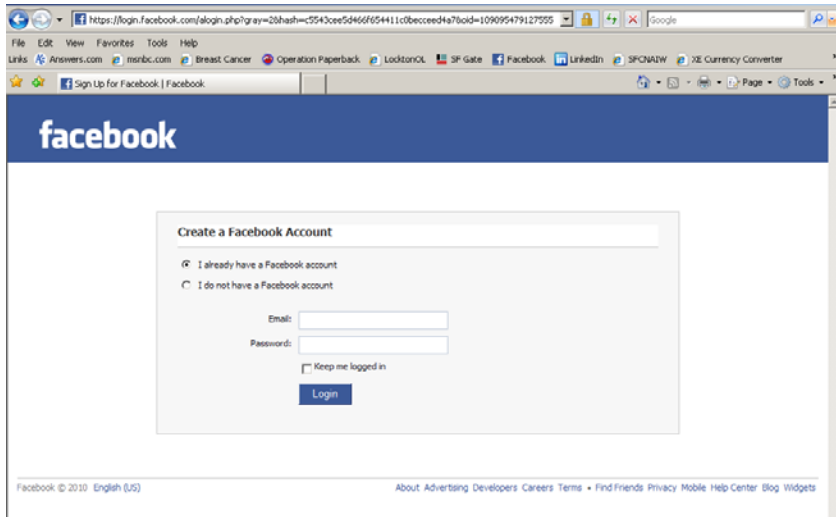 https://login.facebook.com/alogin.php?gray=2&hash=c5543cee5d466f654411c0becceed4a7&oid=109095479127555 Google
File Edit View Favorites Tools Help
Links Answers.com msnbc.com Breast Cancer Operation Paperback LocktonOL SF Gate Facebook LinkedIn SFCNAIW XE Currency Converter
Sign Up for Facebook | Facebook Page Tools
facebook
Create a Facebook Account
I already have a Facebook account
I do not have a Facebook account
Email:
Password:
Keep me logged in
Login
Facebook © 2010 English (US) About Advertising Developers Careers Terms • Find Friends Privacy Mobile Help Center Blog Widgets